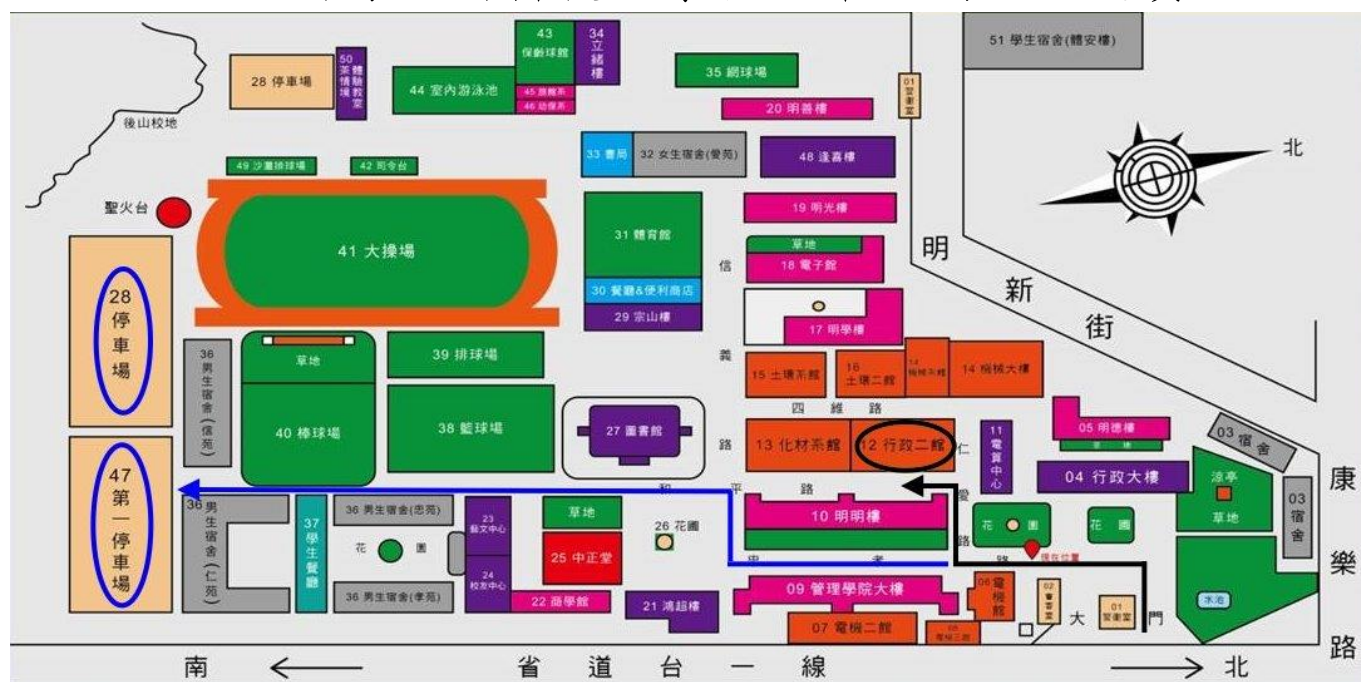 51 學生宿舍(體安樓)
43
保齡球館
34
立緒樓
50
28 停車場
44 室內游泳池
45 旅館系
46 幼保系
35 網球場
01
警衛室
20 明善樓
後山校地
北
49 沙灘排球場
42 司令台
33 書局
32 女生宿舍(愛苑)
48 逢喜樓
聖火台
19 明光樓
31 體育館
草地
18 電子館
41 大操場
信
義
路
明
新
街
28
停
車
場
30 餐廳&便利商店
29 宗山樓
17 明學樓
36
男生宿舍(信苑)
草地
39 排球場
15 土環系館
16
土環二館
機械系館
14 機械大樓
四維路
40 棒球場
38 籃球場
27 圖書館
13 化材系館
12 行政二館
仁
愛
路
11
電算中心
05 明德樓
草地
03 宿舍
04 行政大樓
涼亭
草地
03
宿舍
康
樂
路
47
第
一
停
車
場
和平路
36
男生宿舍(仁苑)
37
學生餐廳
36 男生宿舍(忠苑)
花園
36 男生宿舍(孝苑)
23
藝文中心
24
校友中心
草地
25 中正堂
22 商學館
26 花圃
21 鴻超樓
10 明明樓
忠孝路
花園
花圃
現在位置
09 管理學院大樓
07 電機二館
06 電機館
電機三館
02
01
警衛室
大門
水池
南
省道台一線
北